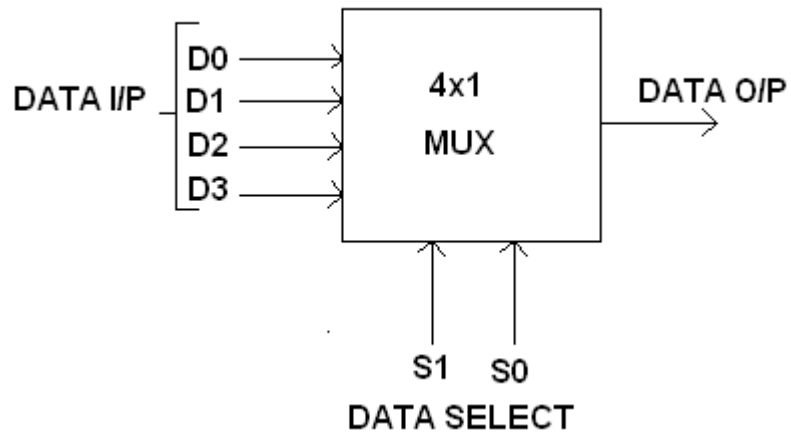 D0
DATA I/P
D1
D2
D3
4x1
MUX
DATA O/P
S1 S0
DATA SELECT